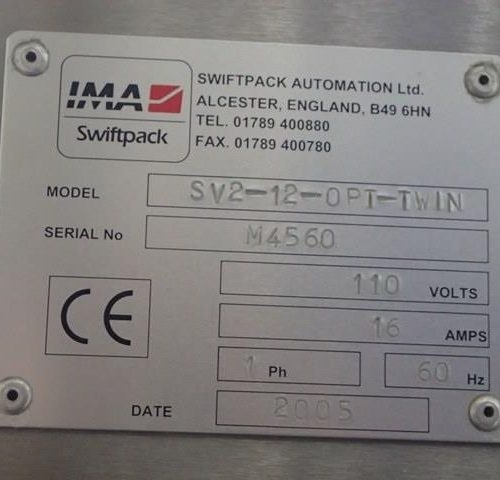 IMA
Swiftpack
SWIFTPACK AUTOMATION Ltd.
ALCESTER, ENGLAND, B49 6HN
TEL. 01789 400880
FAX. 01789 400780
MODEL SV2-12-OPT-TWIN
SERIAL No M4560
110 VOLTS
16 AMPS
1 Ph 60 Hz
CE
DATE 2005